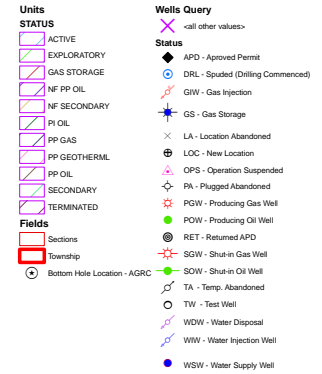 Units
STATUS
ACTIVE
EXPLORATORY
GAS STORAGE
NF PP OIL
NF SECONDARY
PI OIL
PP GAS
PP GEOTHERML
PP OIL
SECONDARY
TERMINATED
Fields
Sections
Township
Bottom Hole Location - AGRC
Wells Query
<all other values>
Status
APD - Aproved Permit
DRL - Spuded (Drilling Commenced)
GIW - Gas Injection
GS - Gas Storage
LA - Location Abandoned
LOC - New Location
OPS - Operation Suspended
PA - Plugged Abandoned
PGW - Producing Gas Well
POW - Producing Oil Well
RET - Returned APD
SGW - Shut-in Gas Well
SOW - Shut-in Oil Well
TA - Temp. Abandoned
TW - Test Well
WDW - Water Disposal
WIW - Water Injection Well
WSW - Water Supply Well